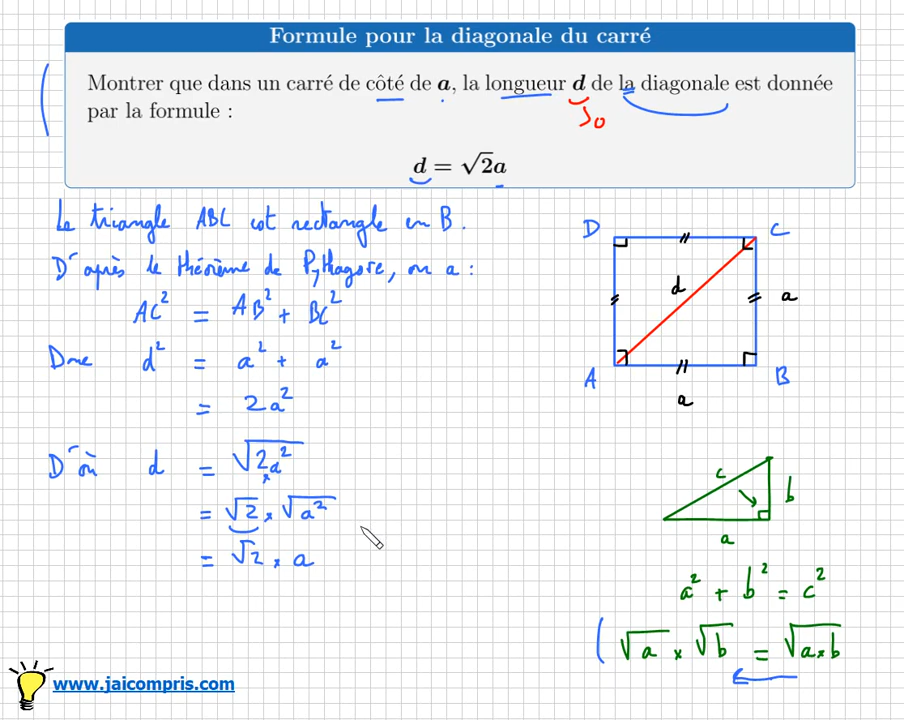 Formule pour la diagonale du carré
Montrer que dans un carré de côté de a, la longueur d de la diagonale est donnée
par la formule :
d = √2a
Le triangle ABC est rectangle en B.
D'après le théorème de Pythagore, on a :
AC² = AB² + BC²
Donc d² = a² + a²
= 2a²
D'où d = √2×a²
= √2 × √a²
= √2 × a
D C
d
a
A B
a
c
b
a
a² + b² = c²
√a × √b = √a×b
www.jaicompris.com